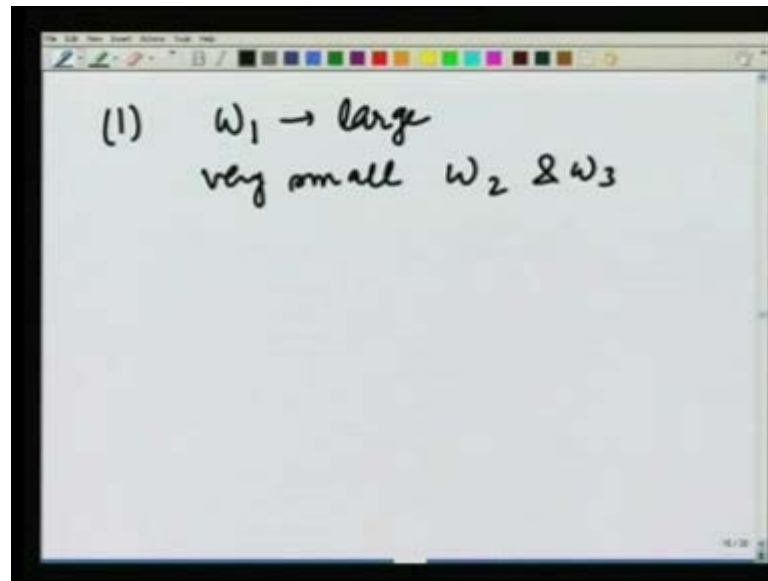 (1) ω₁ → large
very small ω₂ & ω₃